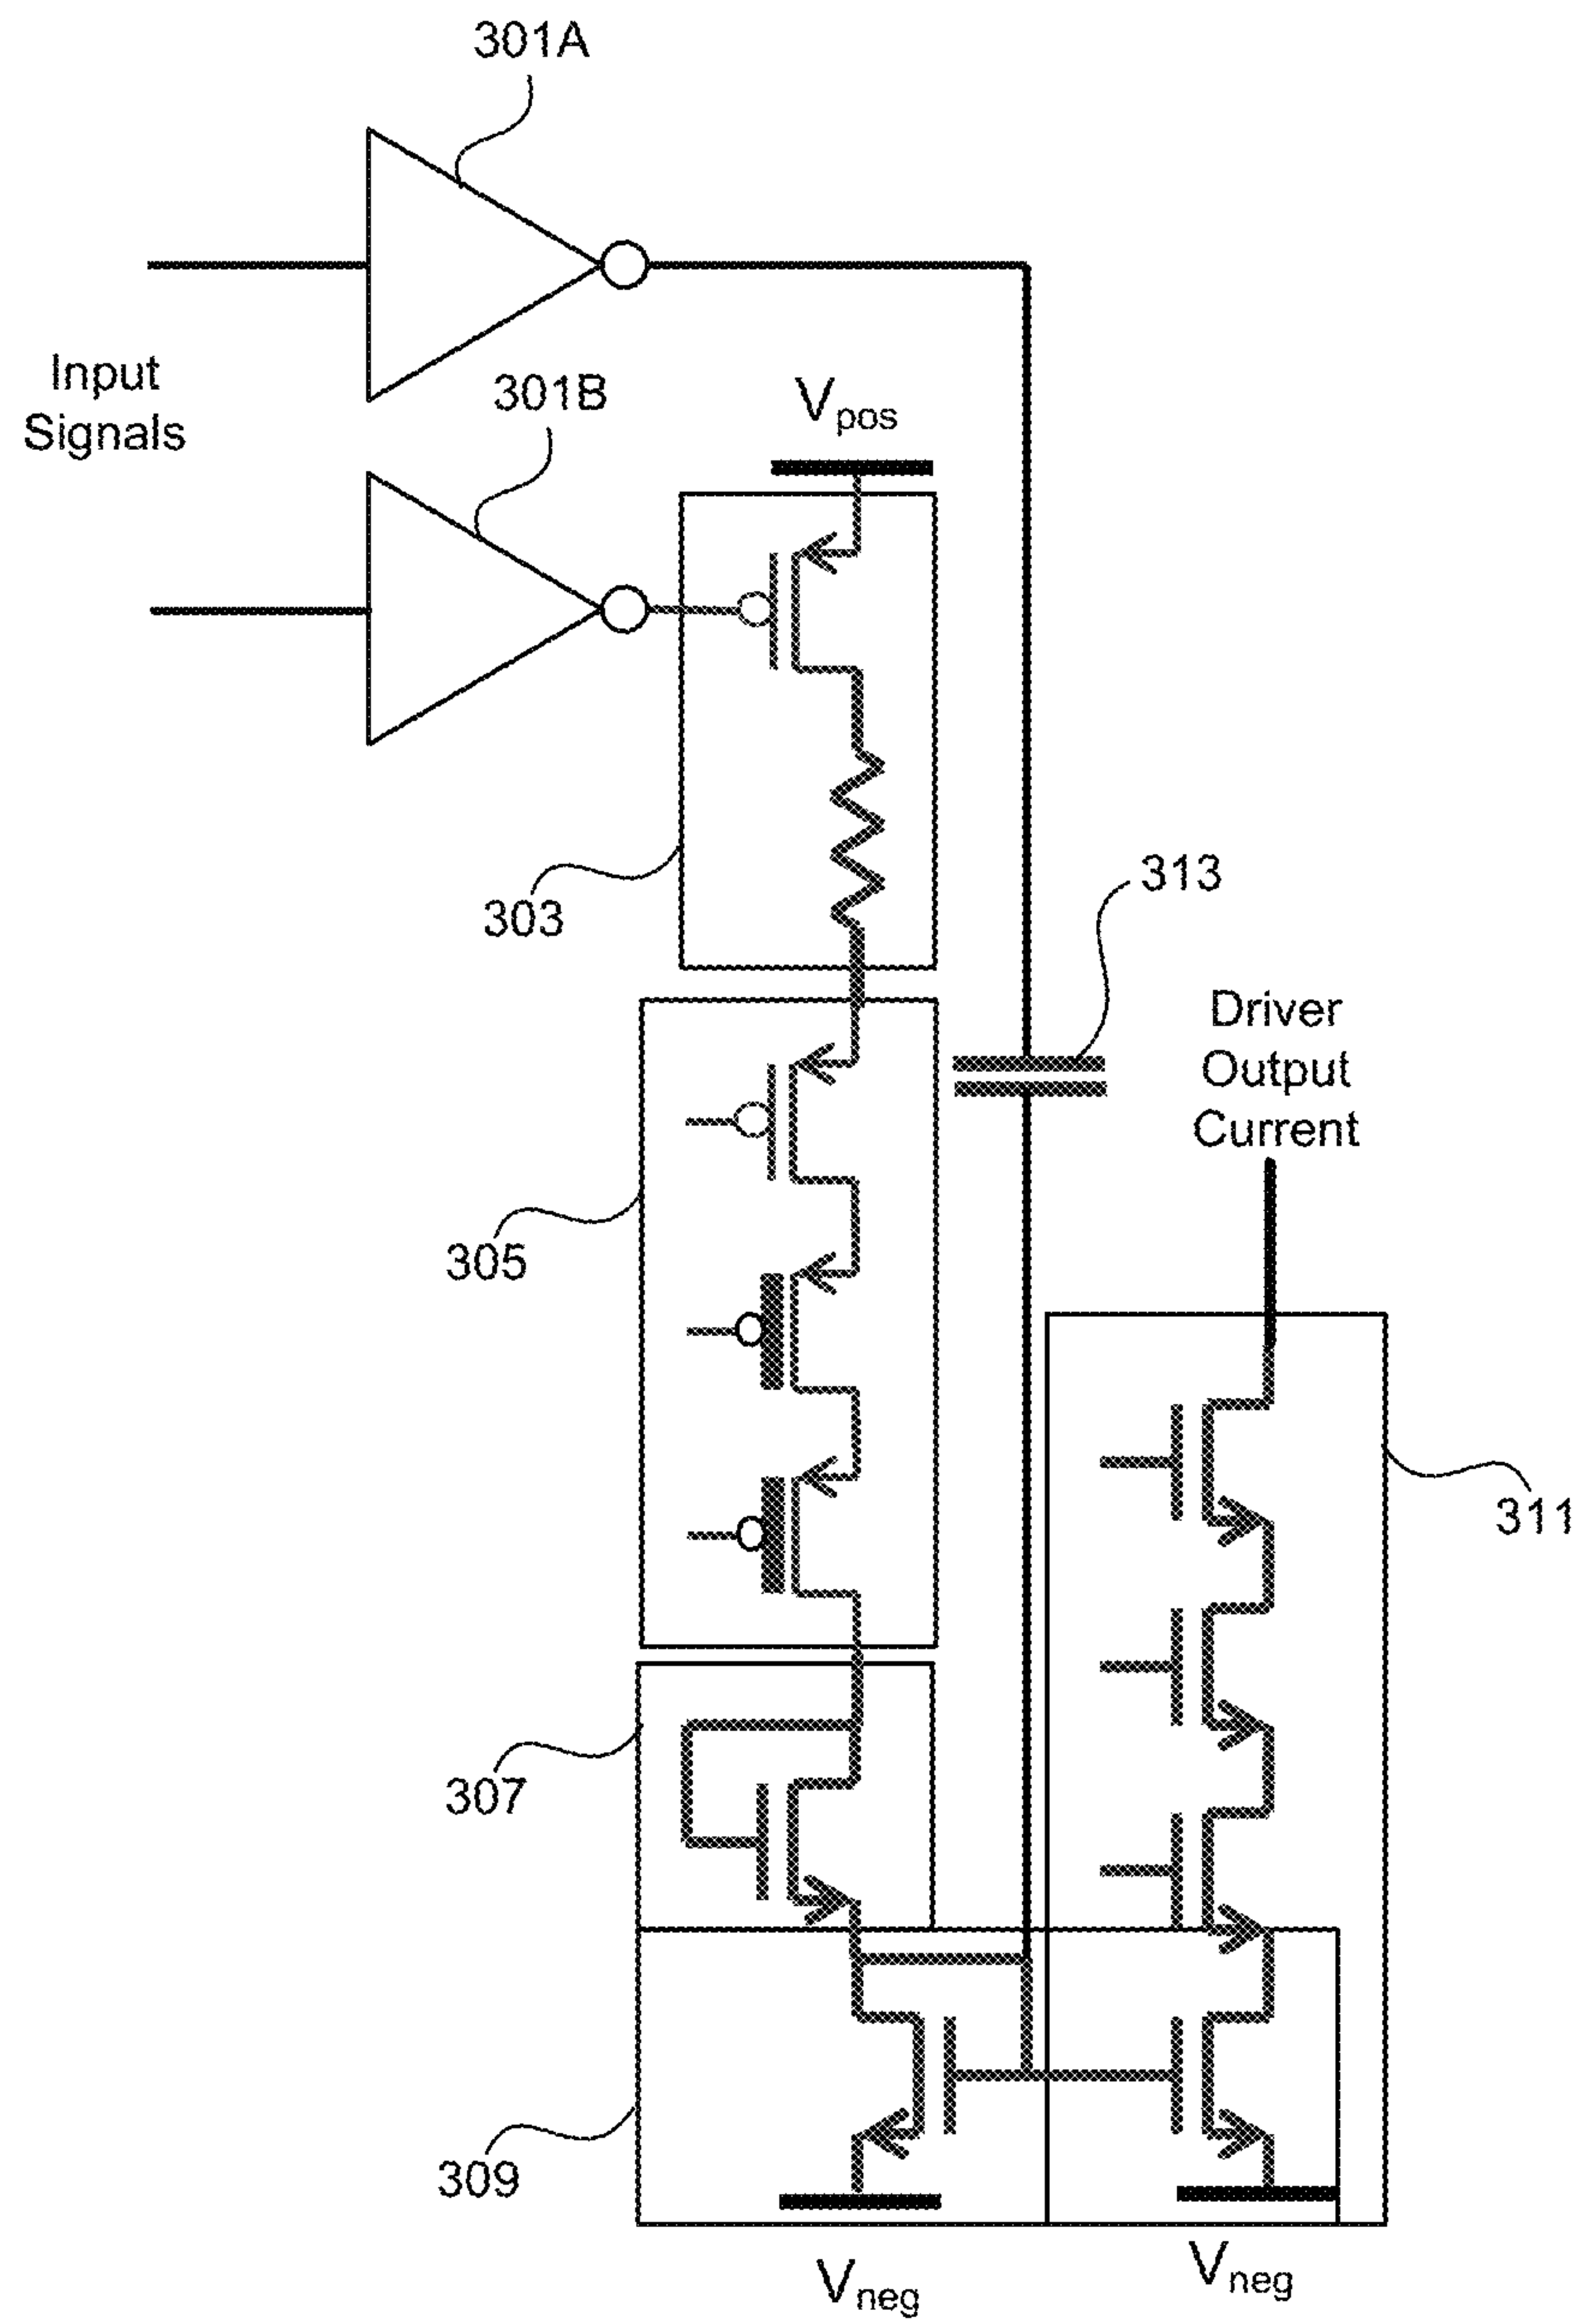 301A
Input
Signals
301B
Vpos
303
313
Driver
Output
Current
305
311
307
309
Vneg
Vneg